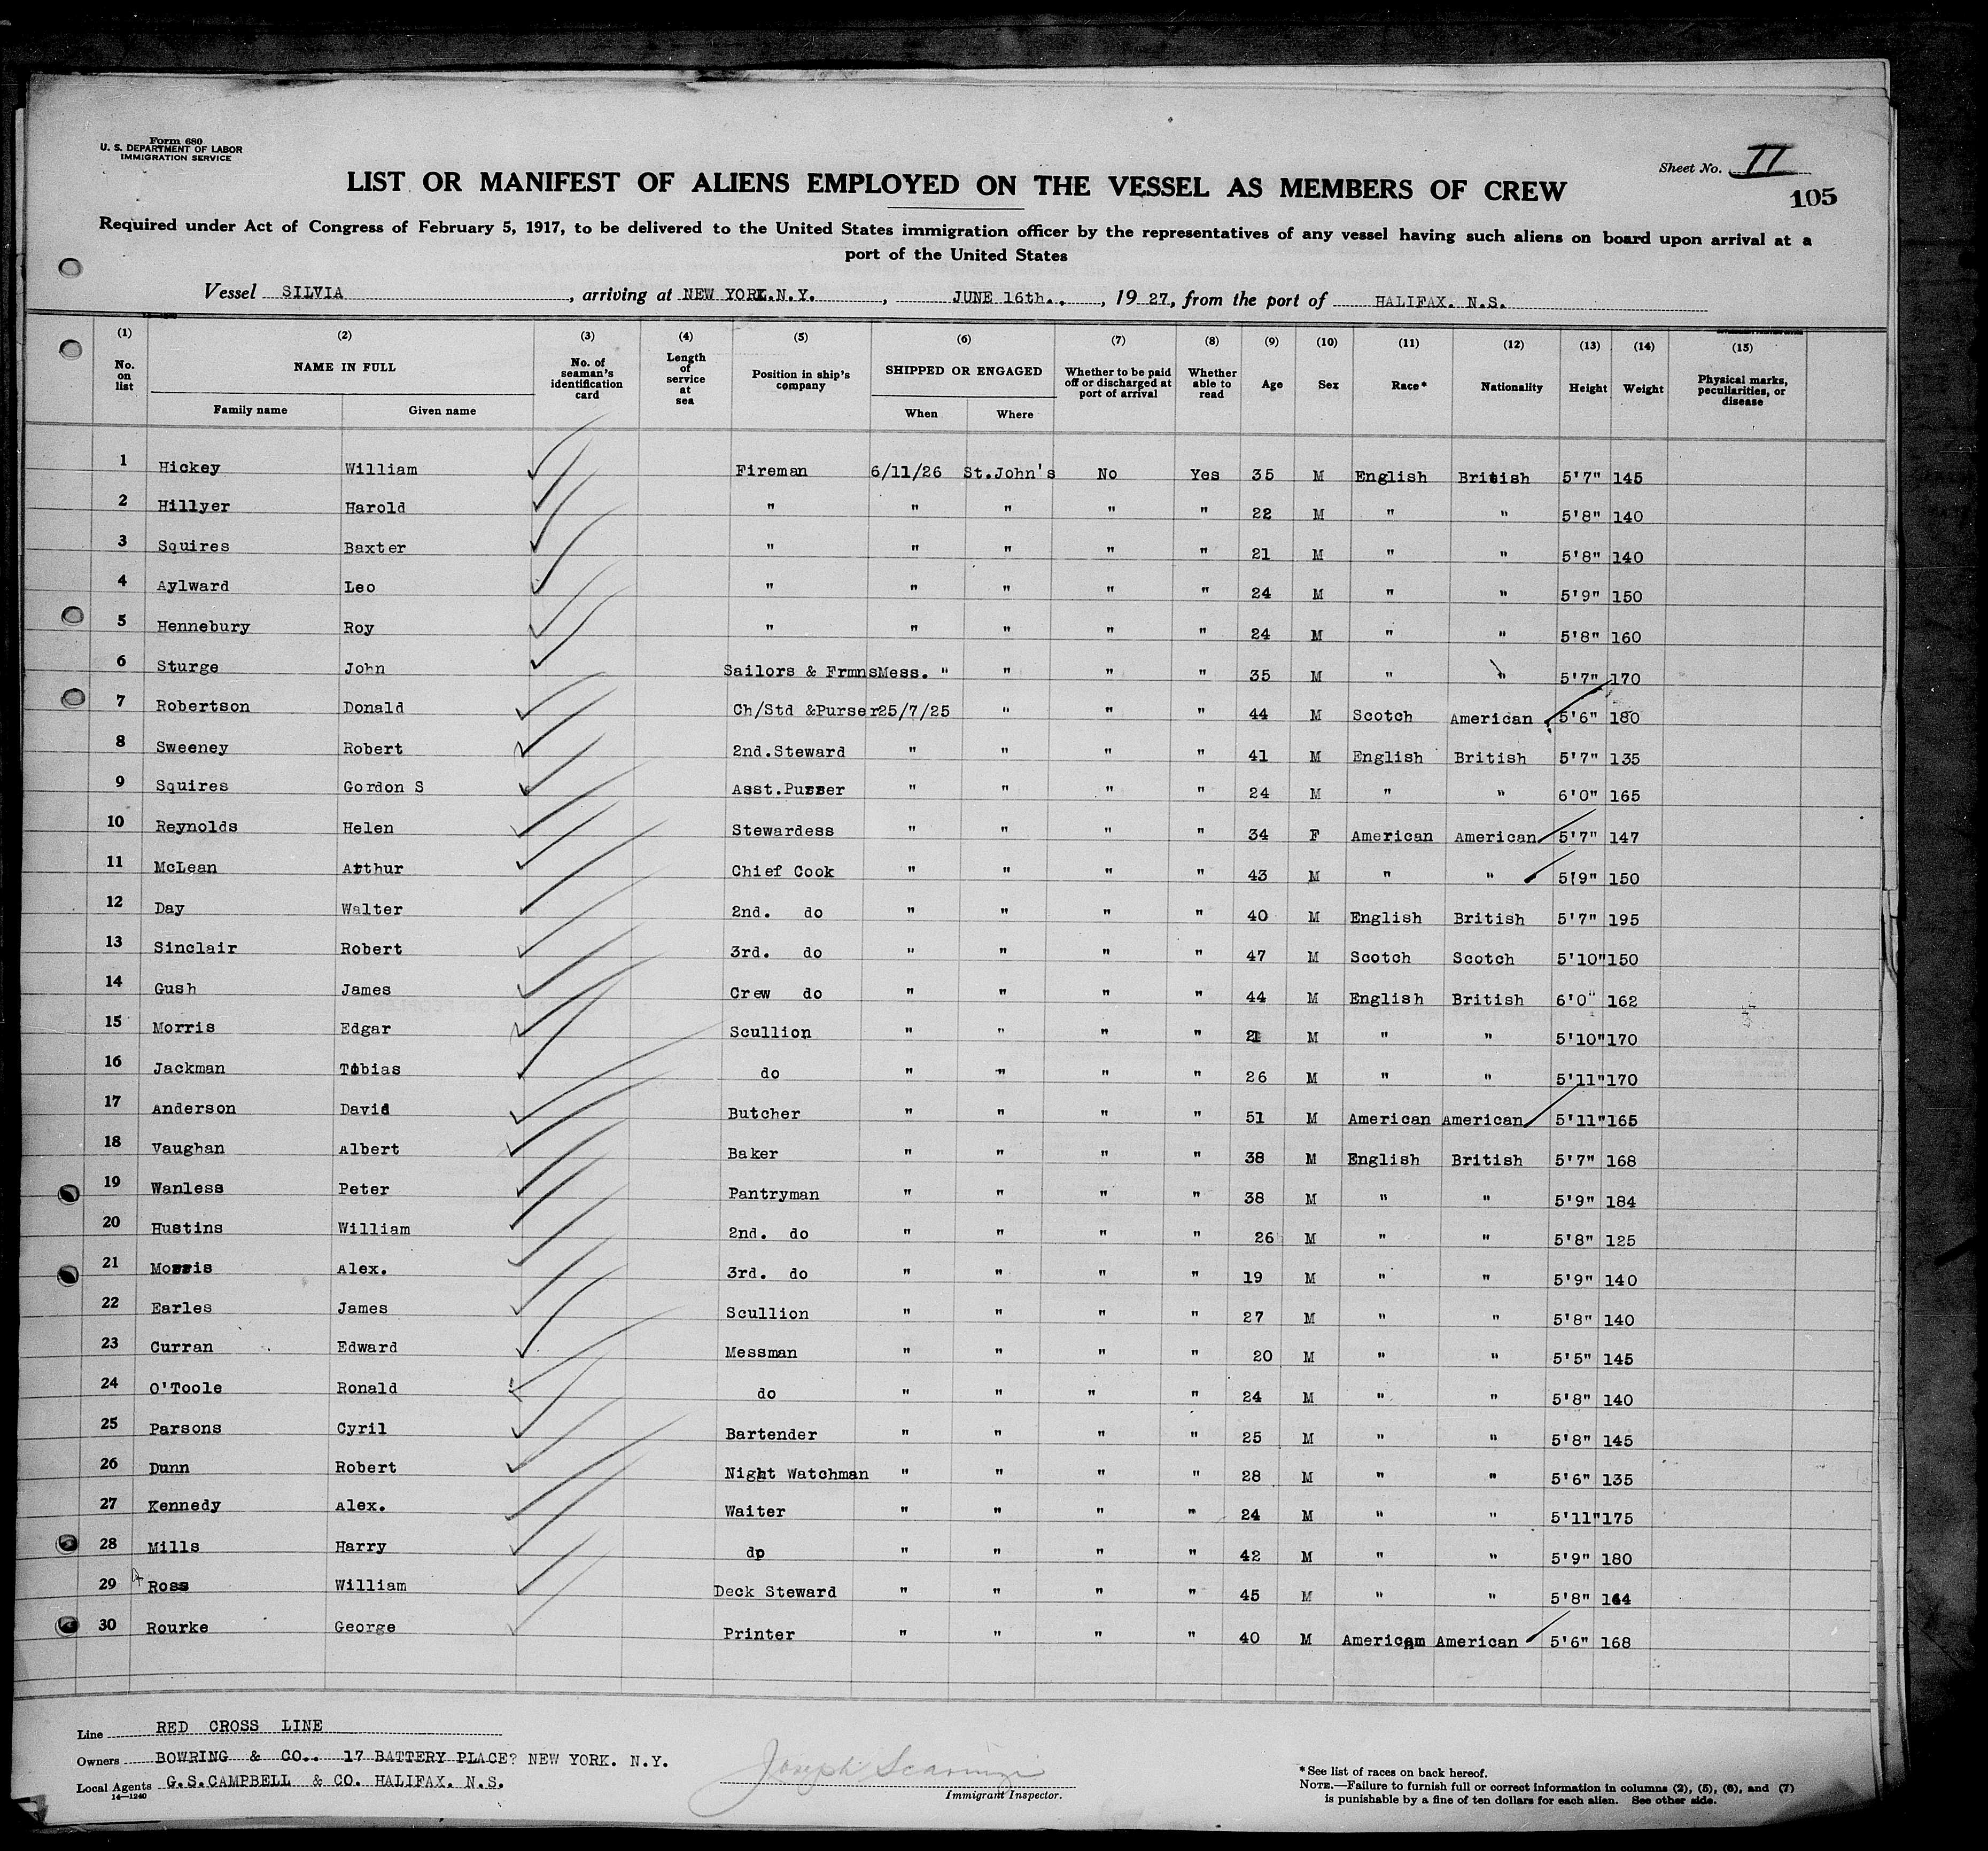 Form 680
U. S. DEPARTMENT OF LABOR
IMMIGRATION SERVICE
Sheet No. II
105
LIST OR MANIFEST OF ALIENS EMPLOYED ON THE VESSEL AS MEMBERS OF CREW
Required under Act of Congress of February 5, 1917, to be delivered to the United States immigration officer by the representatives of any vessel having such aliens on board upon arrival at a
port of the United States
Vessel SILVIA, arriving at NEW YORK.N.Y., JUNE 16th., 1927, from the port of HALIFAX. N.S.
(1) (2) (3) (4) (5) (6) (7) (8) (9) (10) (11) (12) (13) (14) (15)
No. on list NAME IN FULL Family name Given name No. of seaman's identification card Length of service at sea Position in ship's company SHIPPED OR ENGAGED When Where Whether to be paid off or discharged at port of arrival Whether able to read Age Sex Race* Nationality Height Weight Physical marks, peculiarities, or disease
1 Hickey William Fireman 6/11/26 St.John's No Yes 35 M English British 5'7" 145
2 Hillyer Harold " " " " " 22 M " " 5'8" 140
3 Squires Baxter " " " " " 21 M " " 5'8" 140
4 Aylward Leo " " " " " 24 M " " 5'9" 150
5 Hennebury Roy " " " " " 24 M " " 5'8" 160
6 Sturge John Sailors & FrmnsMess. " " " " 35 M " " 5'7" 170
7 Robertson Donald Ch/Std &Purser 25/7/25 " " " 44 M Scotch American 5'6" 180
8 Sweeney Robert 2nd.Steward " " " " 41 M English British 5'7" 135
9 Squires Gordon S Asst.Purser " " " " 24 M " " 6'0" 165
10 Reynolds Helen Stewardess " " " " 34 F American American 5'7" 147
11 McLean Arthur Chief Cook " " " " 43 M " " 5'9" 150
12 Day Walter 2nd. do " " " " 40 M English British 5'7" 195
13 Sinclair Robert 3rd. do " " " " 47 M Scotch Scotch 5'10" 150
14 Gush James Crew do " " " " 44 M English British 6'0" 162
15 Morris Edgar Scullion " " " " 21 M " " 5'10" 170
16 Jackman Tobias do " " " " 26 M " " 5'11" 170
17 Anderson David Butcher " " " " 51 M American American 5'11" 165
18 Vaughan Albert Baker " " " " 38 M English British 5'7" 168
19 Wanless Peter Pantryman " " " " 38 M " " 5'9" 184
20 Hustins William 2nd. do " " " " 26 M " " 5'8" 125
21 Morris Alex. 3rd. do " " " " 19 M " " 5'9" 140
22 Earles James Scullion " " " " 27 M " " 5'8" 140
23 Curran Edward Messman " " " " 20 M " " 5'5" 145
24 O'Toole Ronald do " " " " 24 M " " 5'8" 140
25 Parsons Cyril Bartender " " " " 25 M " " 5'8" 145
26 Dunn Robert Night Watchman " " " " 28 M " " 5'6" 135
27 Kennedy Alex. Waiter " " " " 24 M " " 5'11" 175
28 Mills Harry dp " " " " 42 M " " 5'9" 180
29 Ross William Deck Steward " " " " 45 M " " 5'8" 164
30 Rourke George Printer " " " " 40 M American American 5'6" 168
Line RED CROSS LINE
Owners BOWRING & CO.. 17 BATTERY PLACE? NEW YORK. N.Y.
Local Agents G.S.CAMPBELL & CO. HALIFAX. N.S.
14—1240
Joseph
Immigrant Inspector.
* See list of races on back hereof.
NOTE.—Failure to furnish full or correct information in columns (2), (5), (6), and (7)
is punishable by a fine of ten dollars for each alien. See other side.